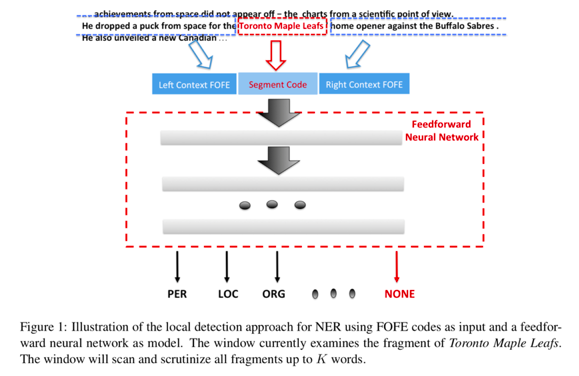 achievements from space did not appear off – the charts from a scientific point of view.
He dropped a puck from space for the Toronto Maple Leafs home opener against the Buffalo Sabres .
He also unveiled a new Canadian ...
Left Context FOFE Segment Code Right Context FOFE
Feedforward
Neural Network
PER LOC ORG NONE
Figure 1: Illustration of the local detection approach for NER using FOFE codes as input and a feedfor-
ward neural network as model. The window currently examines the fragment of Toronto Maple Leafs.
The window will scan and scrutinize all fragments up to K words.